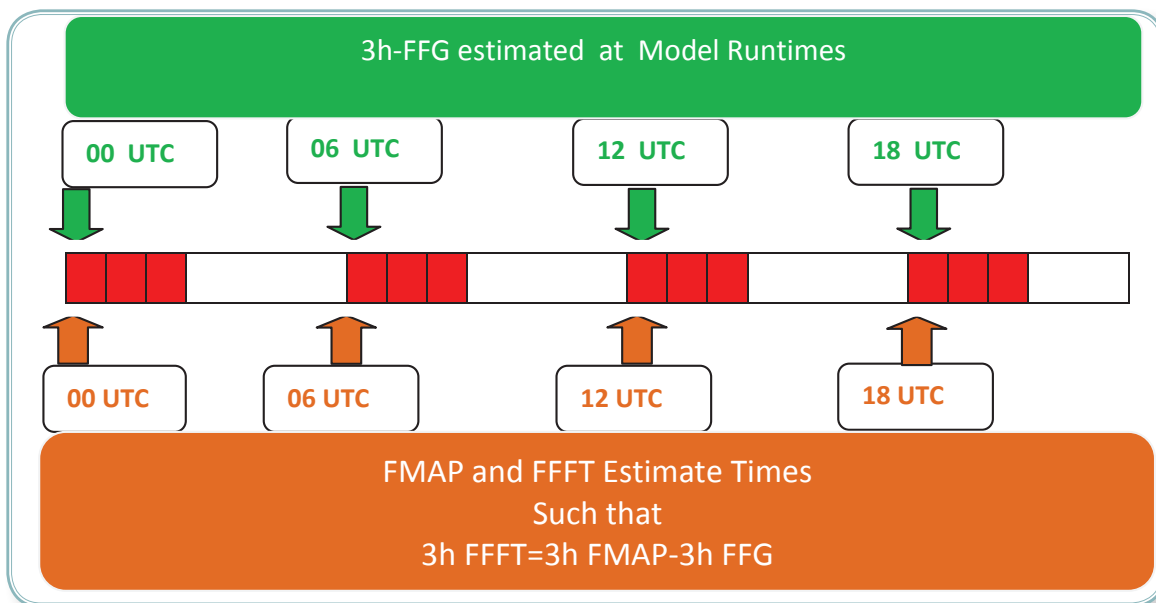 3h-FFG estimated at Model Runtimes
00 UTC
06 UTC
12 UTC
18 UTC
00 UTC
06 UTC
12 UTC
18 UTC
FMAP and FFFT Estimate Times
Such that
3h FFFT=3h FMAP-3h FFG